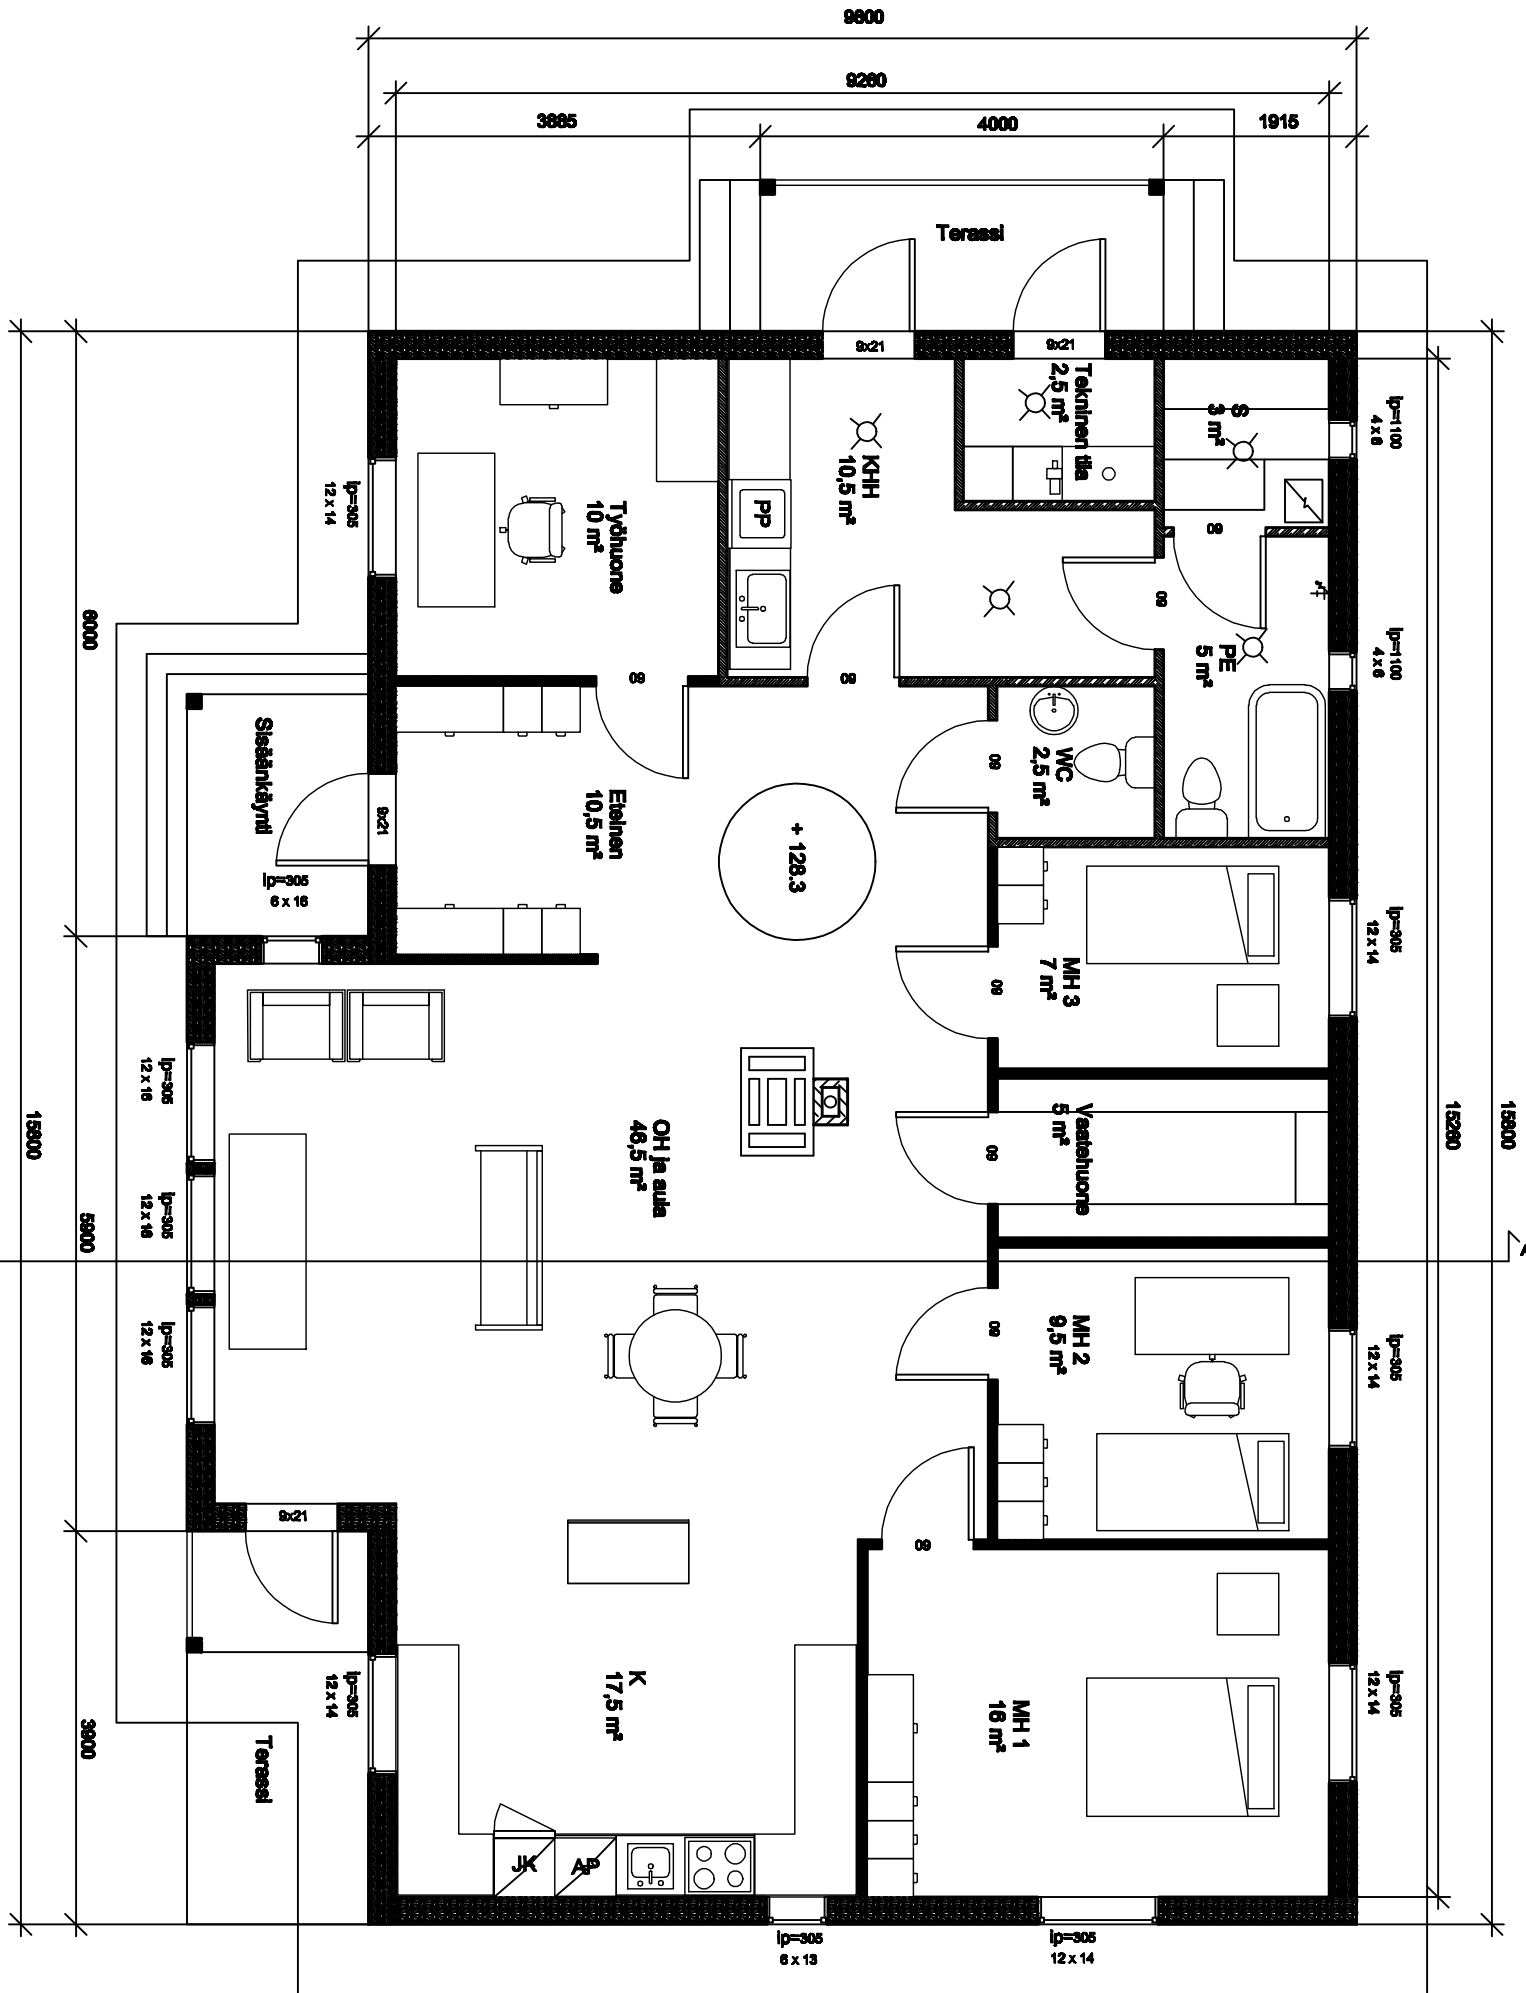 9800
9260
3885
4000
1915
Terassi
9x21
9x21
ip=1100
4 x 6
Tekninen tila
2,5 m²
S
3 m²
KHH
10,5 m²
PP
Työhuone
10 m²
ip=305
12 x 14
09
09
ip=1100
4 x 6
PE
5 m²
09
09
6000
Sisäänkäynti
9x21
ip=305
6 x 16
Eteinen
10,5 m²
+ 128.3
WC
2,5 m²
09
MH 3
7 m²
09
ip=305
12 x 14
15800
15260
15800
5900
ip=305
12 x 16
ip=305
12 x 16
ip=305
12 x 16
OH ja aula
46,5 m²
Vaatehuone
5 m²
09
MH 2
9,5 m²
09
ip=305
12 x 14
9x21
09
K
17,5 m²
MH 1
16 m²
ip=305
12 x 14
ip=305
12 x 14
3900
Terassi
JK
AP
ip=305
6 x 13
ip=305
12 x 14